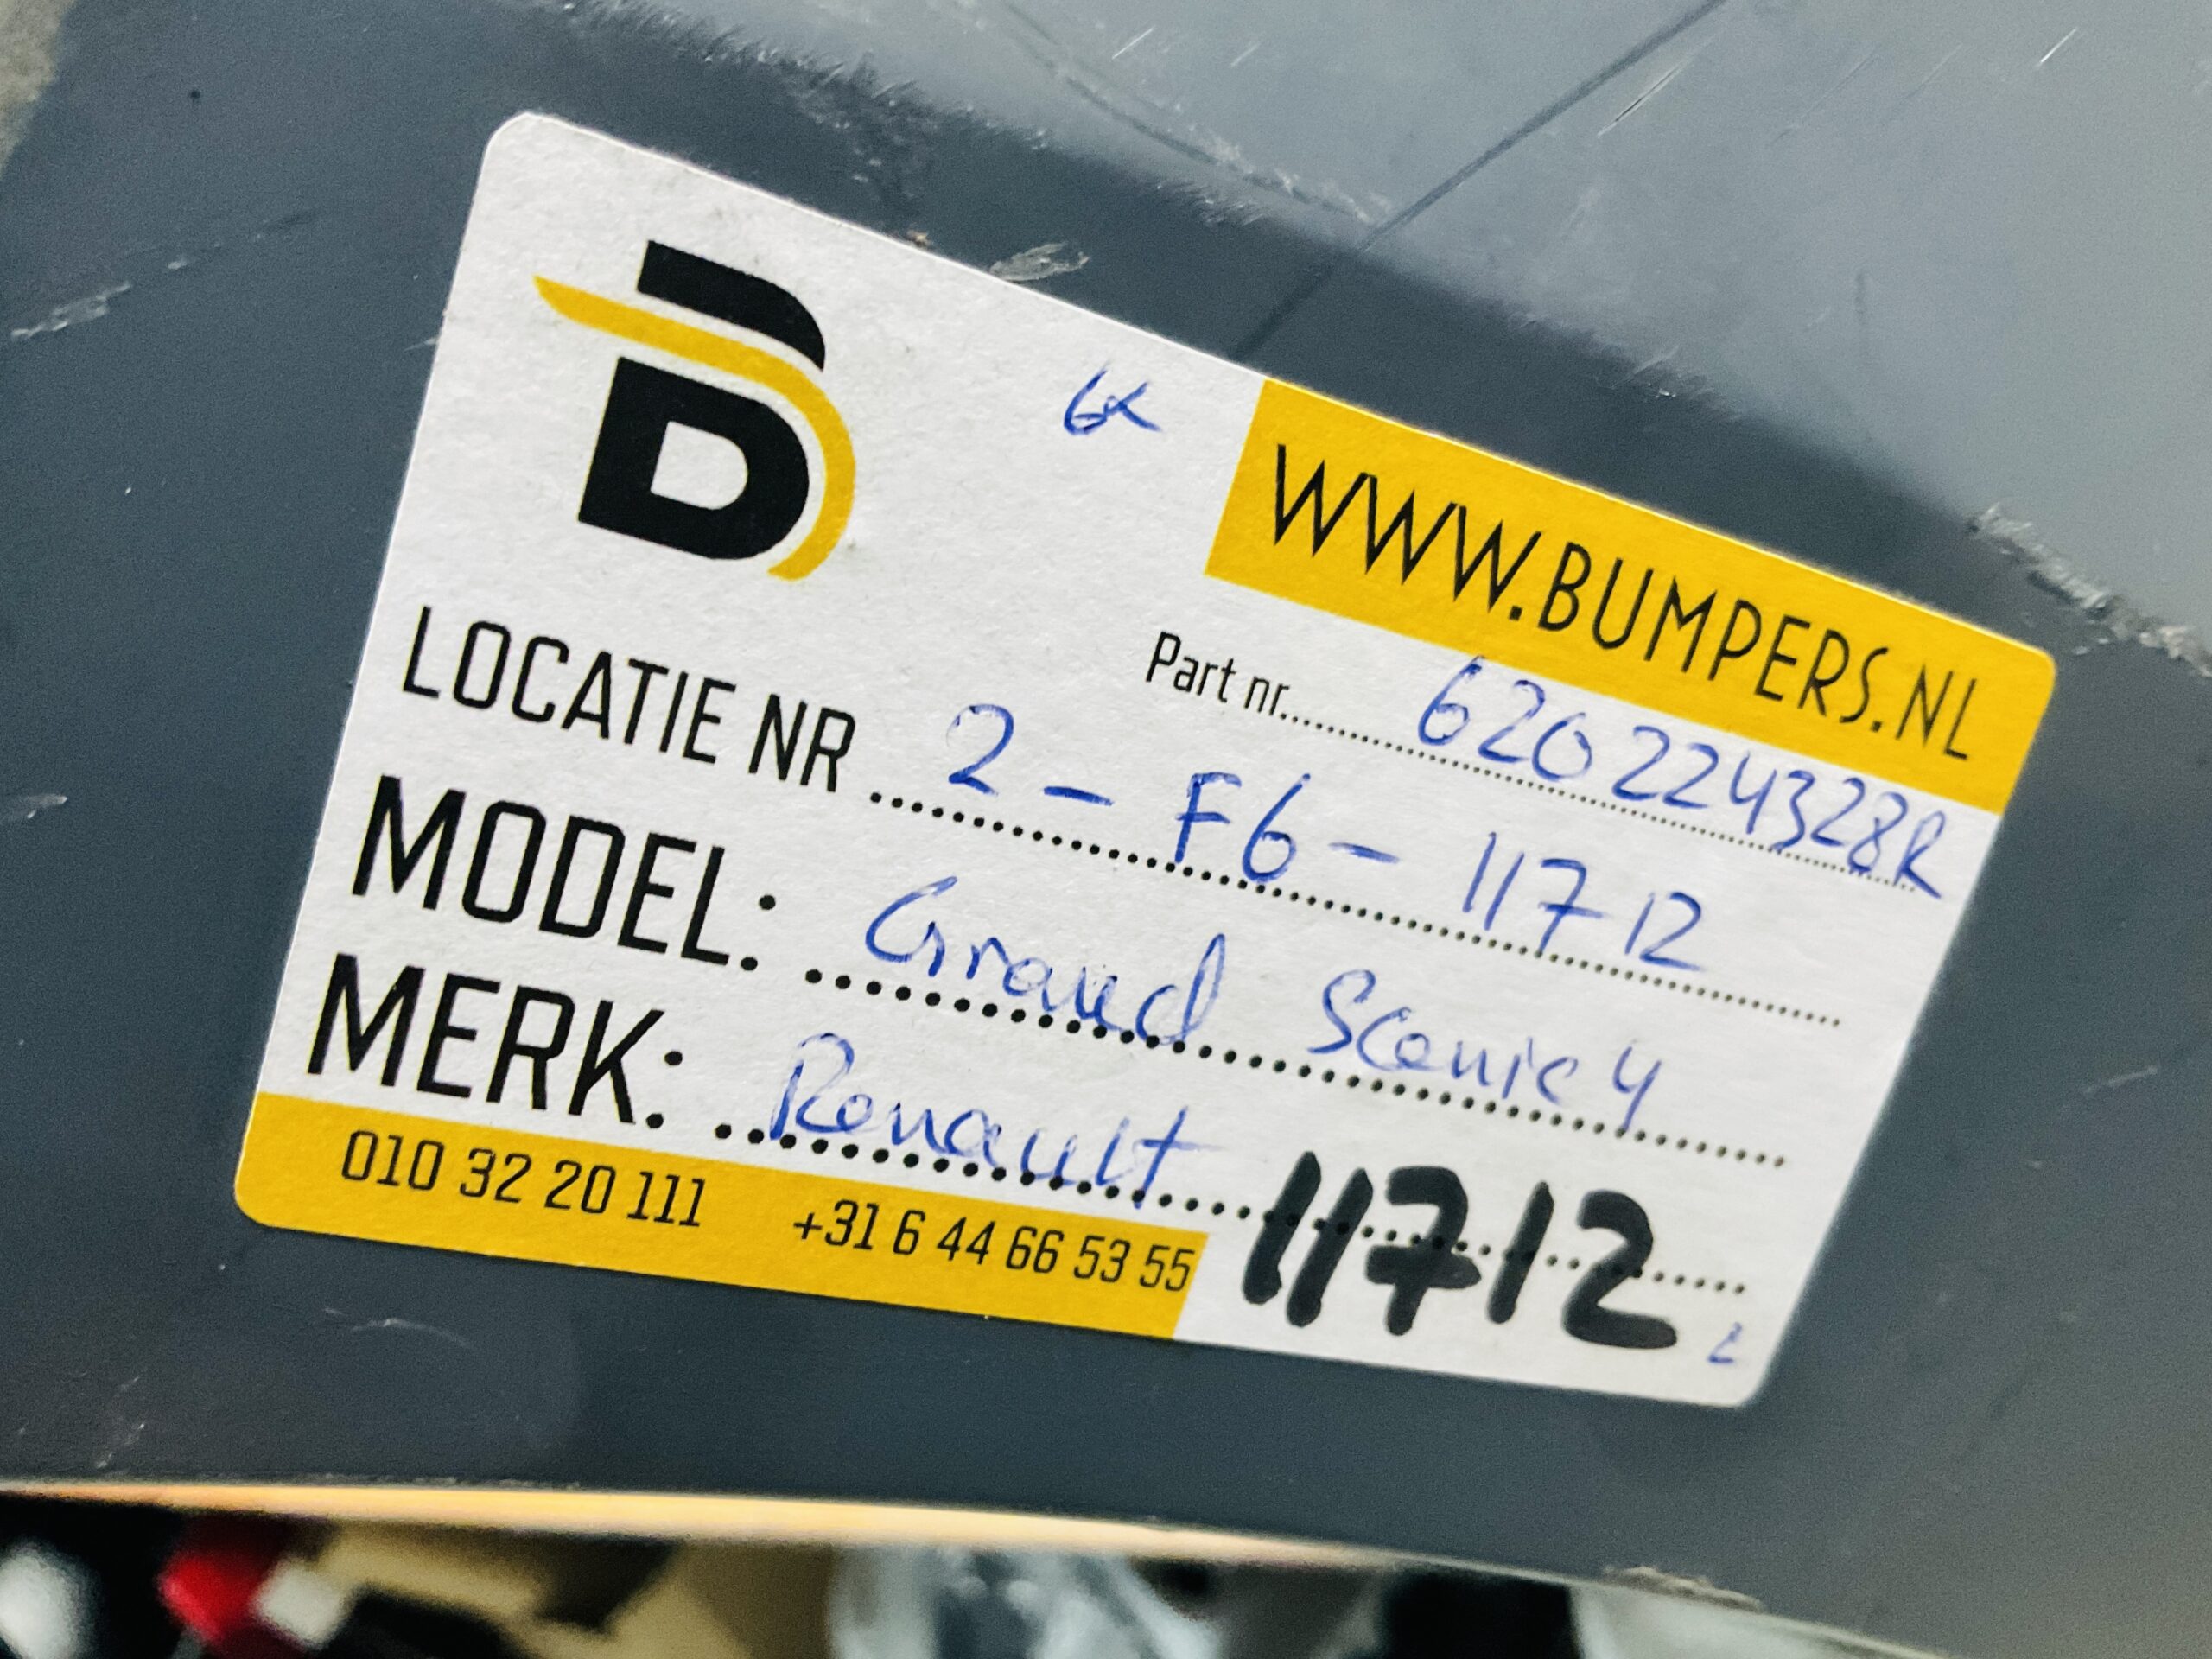 B
6x
WWW.BUMPERS.NL
Part nr. 620224328R
LOCATIE NR 2 - F6 - 11712
MODEL: Grand Scenic 4
MERK: Renault
11712
010 32 20 111 +31 6 44 66 53 55